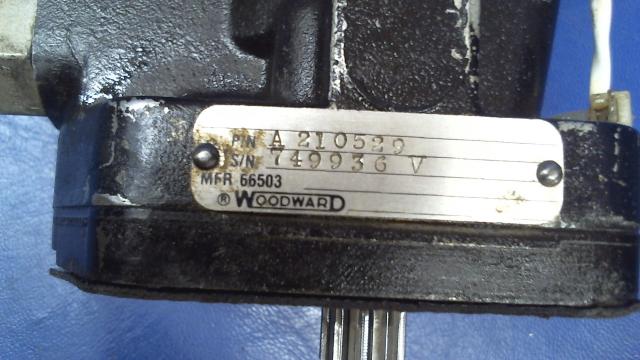 P/N A 210529
S/N 749936 V
MFR 66503
® WOODWARD